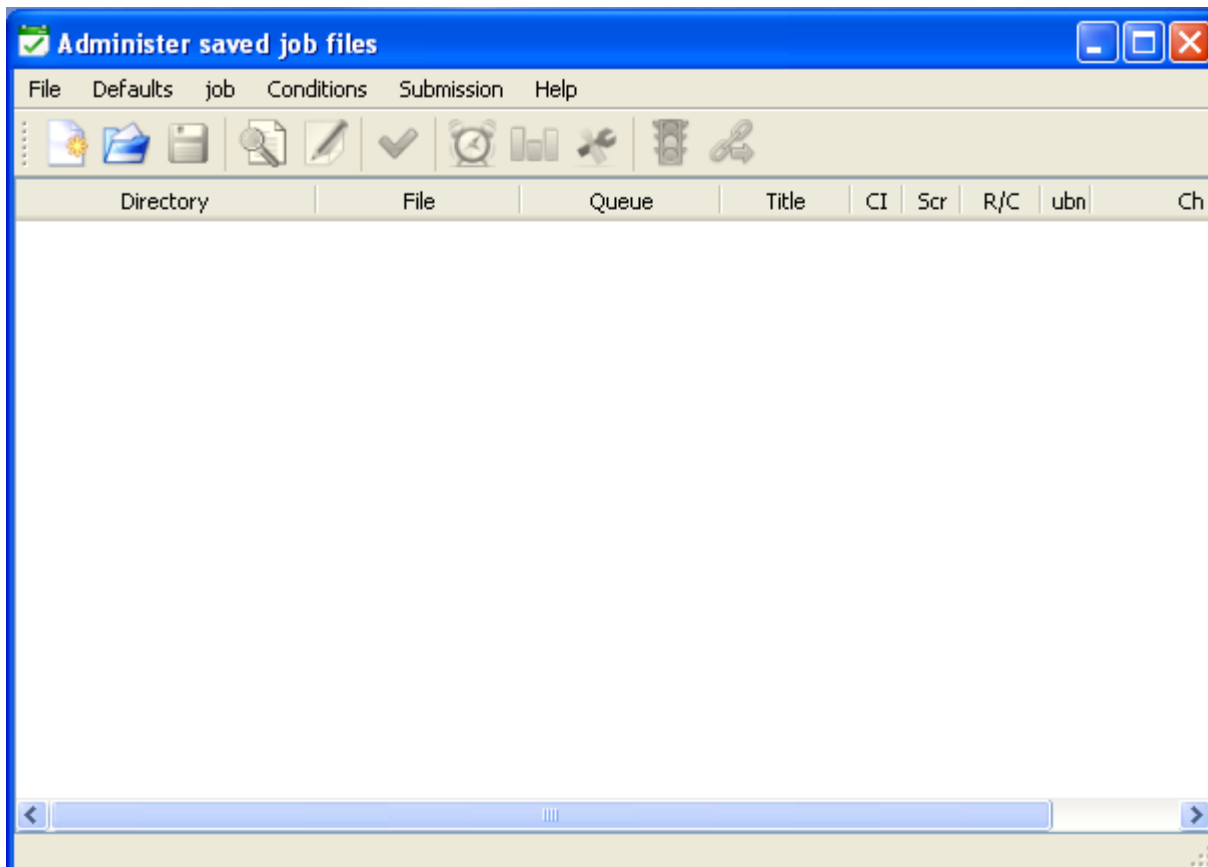 Administer saved job files
File Defaults job Conditions Submission Help
Directory File Queue Title CI Scr R/C ubn Ch